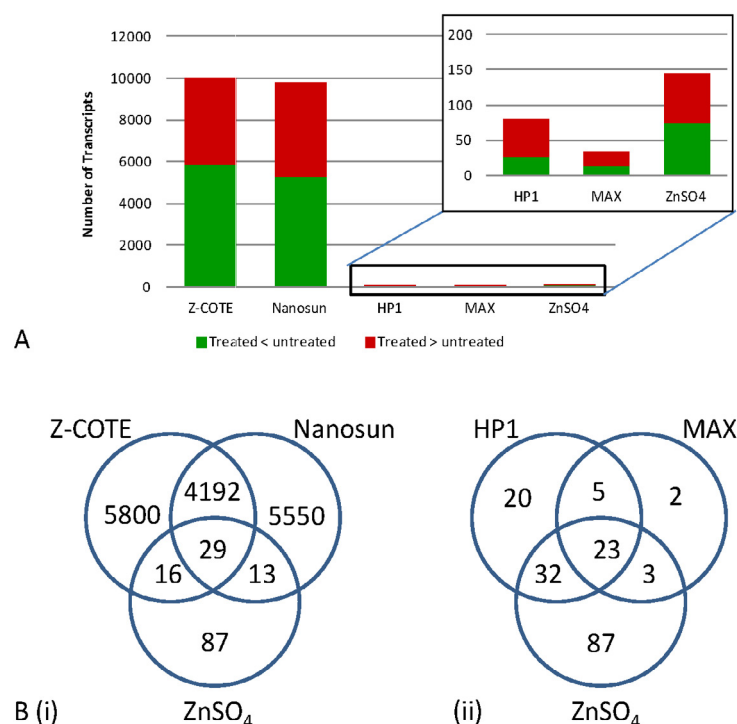 12000
10000
8000
6000
4000
2000
0
Number of Transcripts
Z-COTE Nanosun HP1 MAX ZnSO4
200
150
100
50
0
HP1 MAX ZnSO4
Treated < untreated Treated > untreated
A
Z-COTE Nanosun
4192
5800 5550
29
16 13
87
B (i) ZnSO₄
HP1 MAX
5
20 2
23
32 3
87
(ii) ZnSO₄